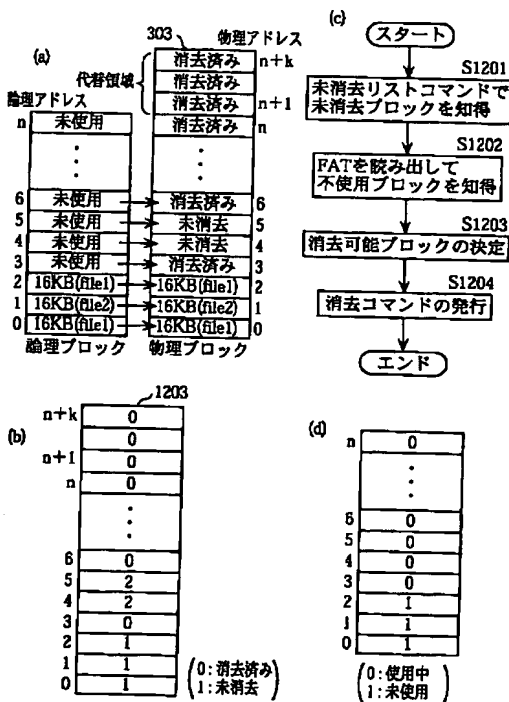 (a)
303
物理アドレス
代替領域
消去済み n+k
消去済み
消去済み n+1
消去済み n
論理アドレス
n 未使用
6 未使用 消去済み 6
5 未使用 未消去 5
4 未使用 未消去 4
3 未使用 消去済み 3
2 16KB(file1) 16KB(file1) 2
1 16KB(file2) 16KB(file2) 1
0 16KB(file1) 16KB(file1) 0
論理ブロック 物理ブロック
(c)
スタート
S1201
未消去リストコマンドで
未消去ブロックを知得
S1202
FATを読み出して
不使用ブロックを知得
S1203
消去可能ブロックの決定
S1204
消去コマンドの発行
エンド
(b)
1203
n+k 0
0
n+1 0
n 0
6 0
5 2
4 2
3 0
2 1
1 1
0 1
0:消去済み
1:未消去
(d)
n 0
6 0
5 0
4 0
3 0
2 1
1 1
0 1
0:使用中
1:未使用